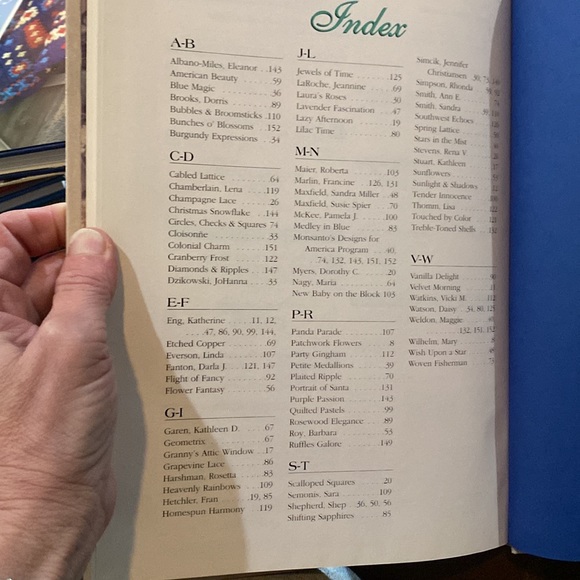 Index
A-B
Albano-Miles, Eleanor . .143
American Beauty . . . . . . .59
Blue Magic . . . . . . . . . . .36
Brooks, Dorris . . . . . . . . .89
Bubbles & Broomsticks .110
Bunches o' Blossoms . . .152
Burgundy Expressions . .34
C-D
Cabled Lattice . . . . . . . .64
Chamberlain, Lena . . . .119
Champagne Lace . . . . . .26
Christmas Snowflake . . .144
Circles, Checks & Squares 74
Cloisonné . . . . . . . . . . .33
Colonial Charm . . . . . .151
Cranberry Frost . . . . . .122
Diamonds & Ripples . . .147
Dzikowski, JoHanna . . . .33
E-F
Eng, Katherine . . . . .11, 12,
. . . . . .47, 86, 90, 99, 144,
Etched Copper . . . . . . . .69
Everson, Linda . . . . . . .107
Fanton, Darla J. . . .121, 147
Flight of Fancy . . . . . . . .92
Flower Fantasy . . . . . . . .56
G-I
Garen, Kathleen D. . . . . .67
Geometrix . . . . . . . . . . .67
Granny's Attic Window . .17
Grapevine Lace . . . . . . .86
Harshman, Rosetta . . . . .83
Heavenly Rainbows . . . .109
Hetchler, Fran . . . . . .19, 85
Homespun Harmony . . .119
J-L
Jewels of Time . . . . . . .125
LaRoche, Jeannine . . . . .69
Laura's Roses . . . . . . . . .30
Lavender Fascination . . .47
Lazy Afternoon . . . . . . .19
Lilac Time . . . . . . . . . . .80
M-N
Maier, Roberta . . . . . . .103
Marlin, Francine . . .126, 131
Maxfield, Sandra Miller . .48
Maxfield, Susie Spier . . .70
McKee, Pamela J. . . . . .100
Medley in Blue . . . . . . .83
Monsanto's Designs for
America Program . . .40,
. .74, 132, 143, 151, 152
Myers, Dorothy C. . . . . .20
Nagy, Maria . . . . . . . . . .64
New Baby on the Block 103
P-R
Panda Parade . . . . . . . .107
Patchwork Flowers . . . . . .8
Party Gingham . . . . . . .112
Petite Medallions . . . . . .39
Plaited Ripple . . . . . . . .70
Portrait of Santa . . . . . .131
Purple Passion . . . . . . .143
Quilted Pastels . . . . . . . .99
Rosewood Elegance . . . .89
Roy, Barbara . . . . . . . . .53
Ruffles Galore . . . . . . . .149
S-T
Scalloped Squares . . . . . .20
Semonis, Sara . . . . . . . .109
Shepherd, Shep . .36, 50, 56
Shifting Sapphires . . . . . .85
Simcik, Jennifer
Christiansen
Simpson, Rhonda
Smith, Ann E.
Smith, Sandra
Southwest Echoes
Spring Lattice
Stars in the Mist
Stevens, Rena V.
Stuart, Kathleen
Sunflowers
Sunlight & Shadows
Tender Innocence
Thomm, Lisa
Touched by Color
Treble-Toned Shells
V-W
Vanilla Delight
Velvet Morning
Watkins, Vicki M.
Watson, Daisy . .34, 80, 125
Weldon, Maggie
132, 151, 152
Wilhelm, Mary
Wish Upon a Star
Woven Fisherman